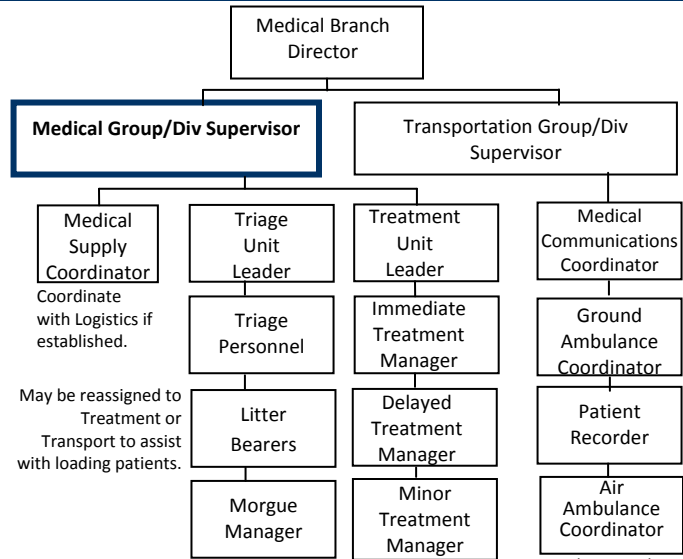 Medical Branch
Director
Medical Group/Div Supervisor
Transportation Group/Div
Supervisor
Medical
Supply
Coordinator
Coordinate
with Logistics if
established.
Triage
Unit
Leader
Treatment
Unit
Leader
Medical
Communications
Coordinator
Triage
Personnel
Immediate
Treatment
Manager
Ground
Ambulance
Coordinator
May be reassigned to
Treatment or
Transport to assist
with loading patients.
Litter
Bearers
Delayed
Treatment
Manager
Patient
Recorder
Morgue
Manager
Minor
Treatment
Manager
Air
Ambulance
Coordinator